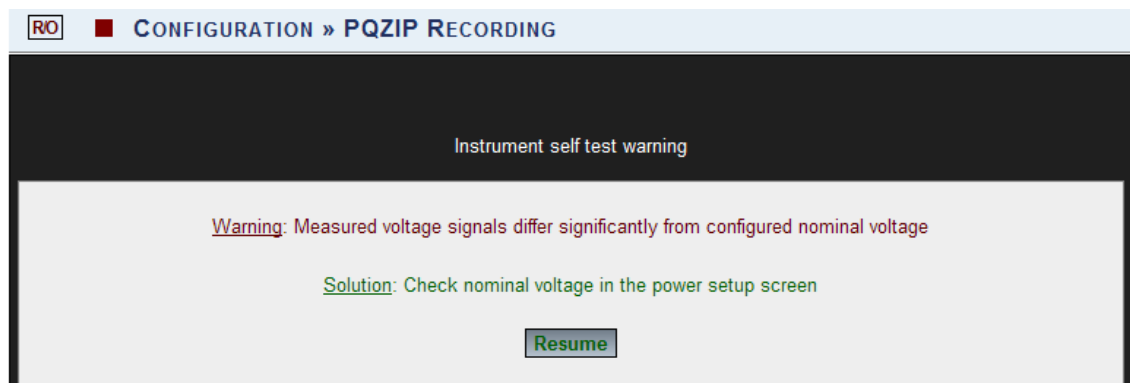 R/O
CONFIGURATION » PQZIP RECORDING
Instrument self test warning
Warning: Measured voltage signals differ significantly from configured nominal voltage
Solution: Check nominal voltage in the power setup screen
Resume